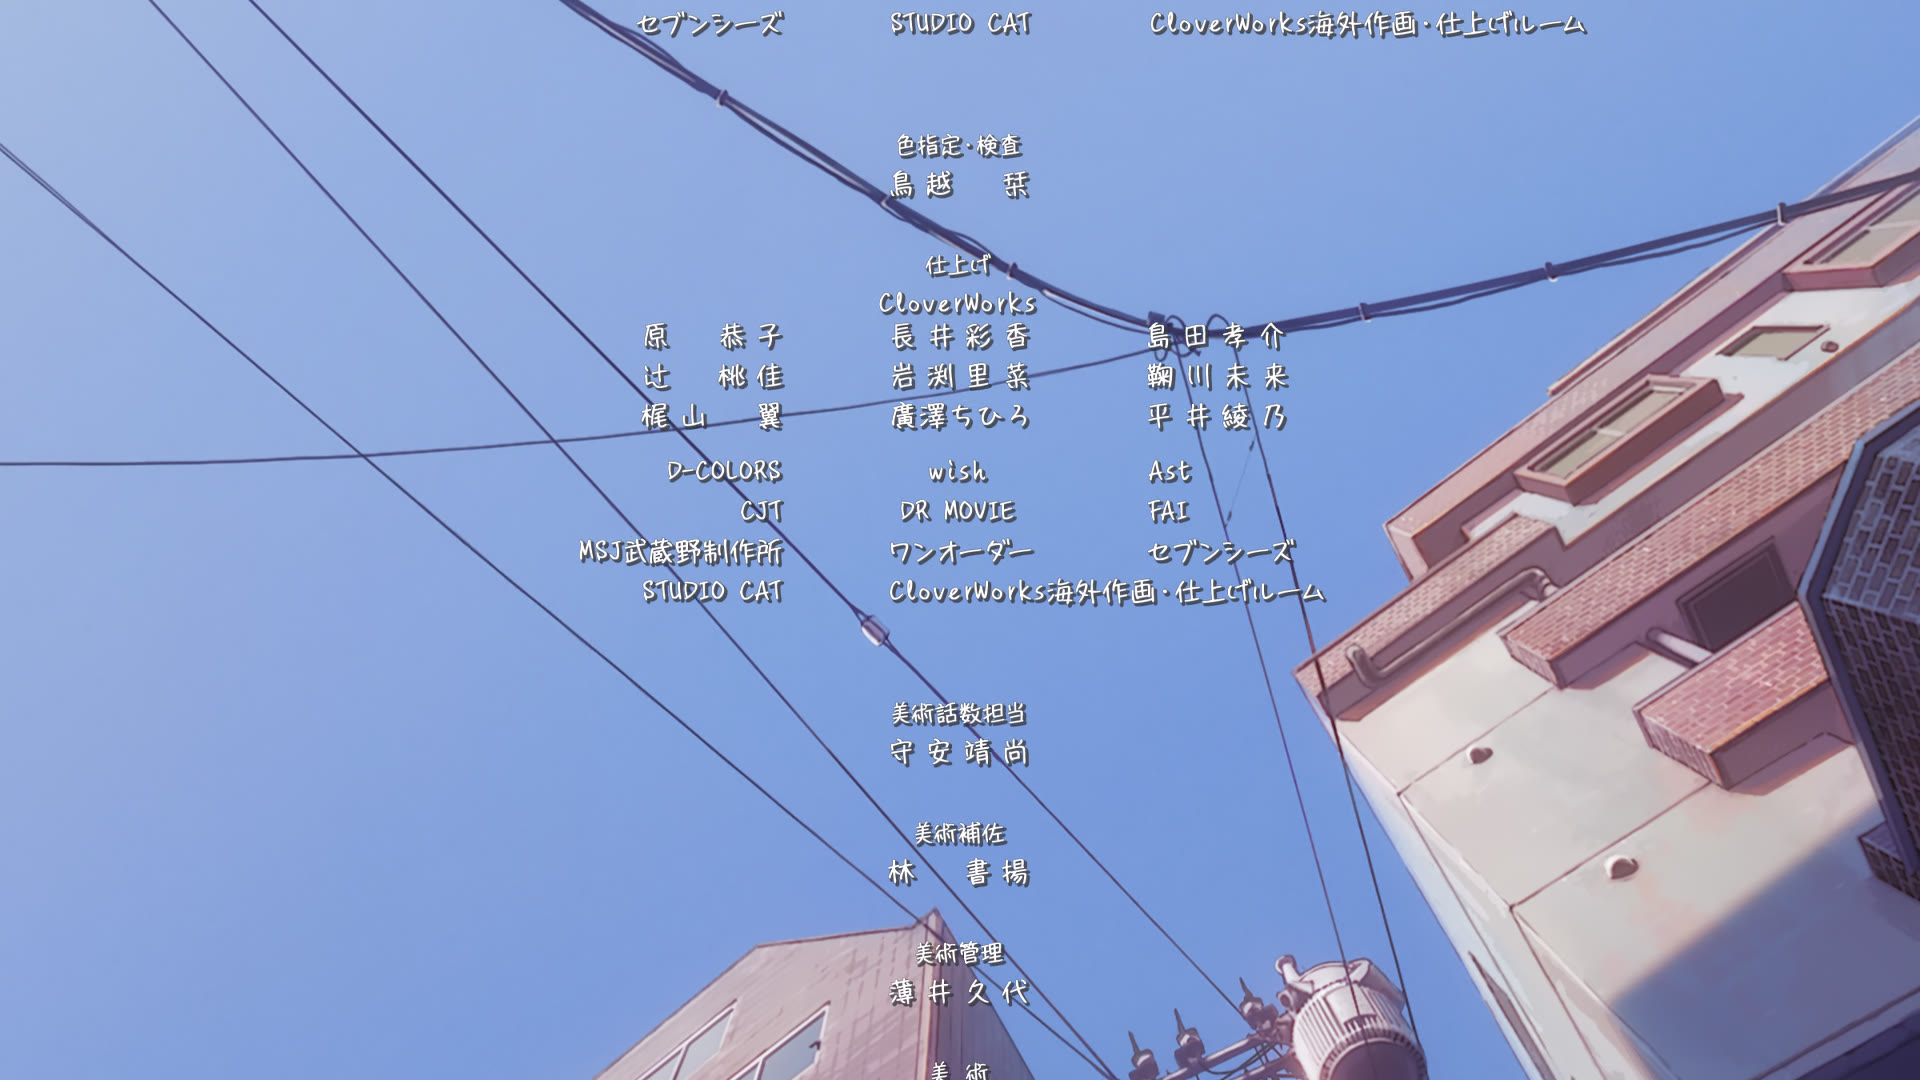 セブンシーズ STUDIO CAT CloverWorks海外作画・仕上げルーム
色指定・検査
鳥越 栞
仕上げ
CloverWorks
原 恭子 長井彩香 島田孝介
辻 桃佳 岩渕里菜 鞠川未来
梶山 翼 廣澤ちひろ 平井綾乃
D-COLORS wish Ast
CJT DR MOVIE FAI
MSJ武蔵野制作所 ワンオーダー セブンシーズ
STUDIO CAT CloverWorks海外作画・仕上げルーム
美術話数担当
守安靖尚
美術補佐
林 書揚
美術管理
薄井久代
美術